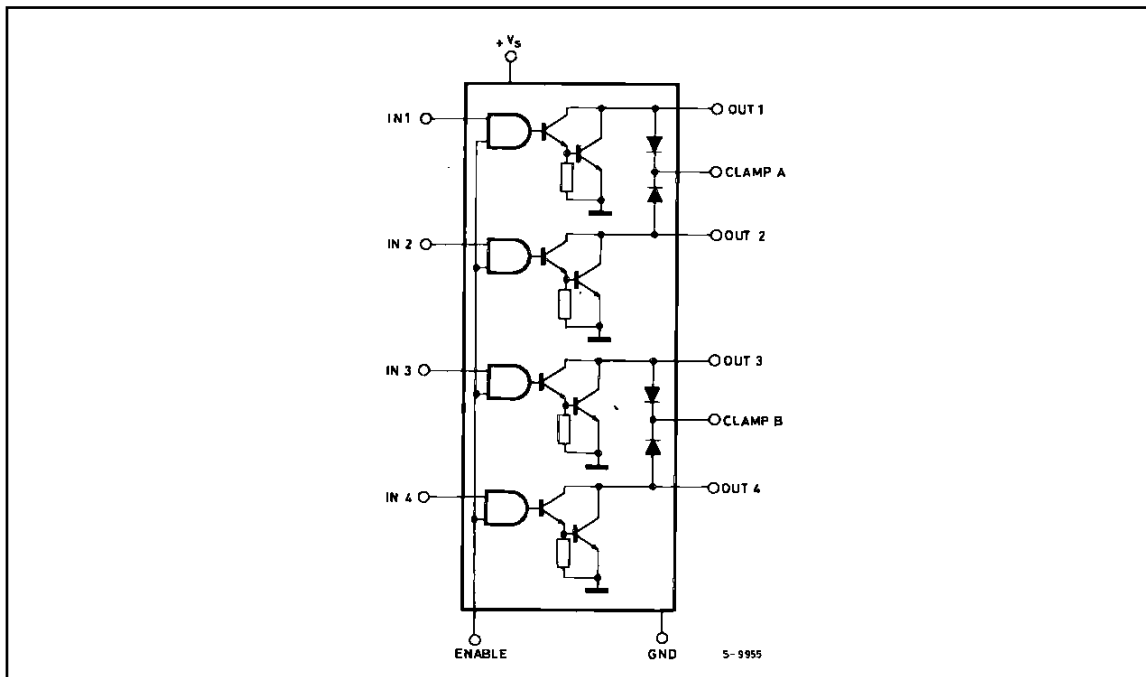 +Vs
IN1
OUT 1
CLAMP A
IN 2
OUT 2
IN 3
OUT 3
CLAMP B
IN 4
OUT 4
ENABLE
GND
S-9955